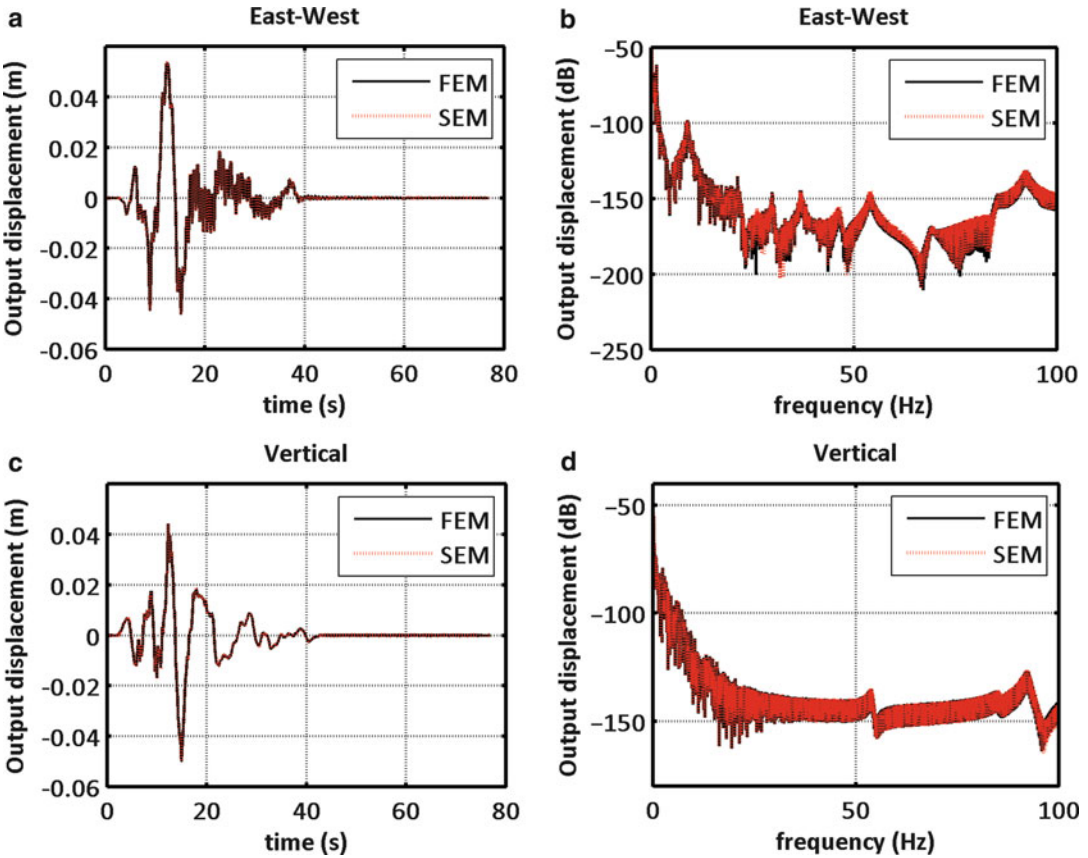 a
East-West
Output displacement (m)
0.04
0.02
0
-0.02
-0.04
-0.06
0
20
40
60
80
time (s)
FEM
SEM
b
East-West
Output displacement (dB)
−50
−100
−150
−200
−250
0
50
100
frequency (Hz)
FEM
SEM
c
Vertical
Output displacement (m)
0.04
0.02
0
-0.02
-0.04
-0.06
0
20
40
60
80
time (s)
FEM
SEM
d
Vertical
Output displacement (dB)
−50
−100
−150
0
50
100
frequency (Hz)
FEM
SEM